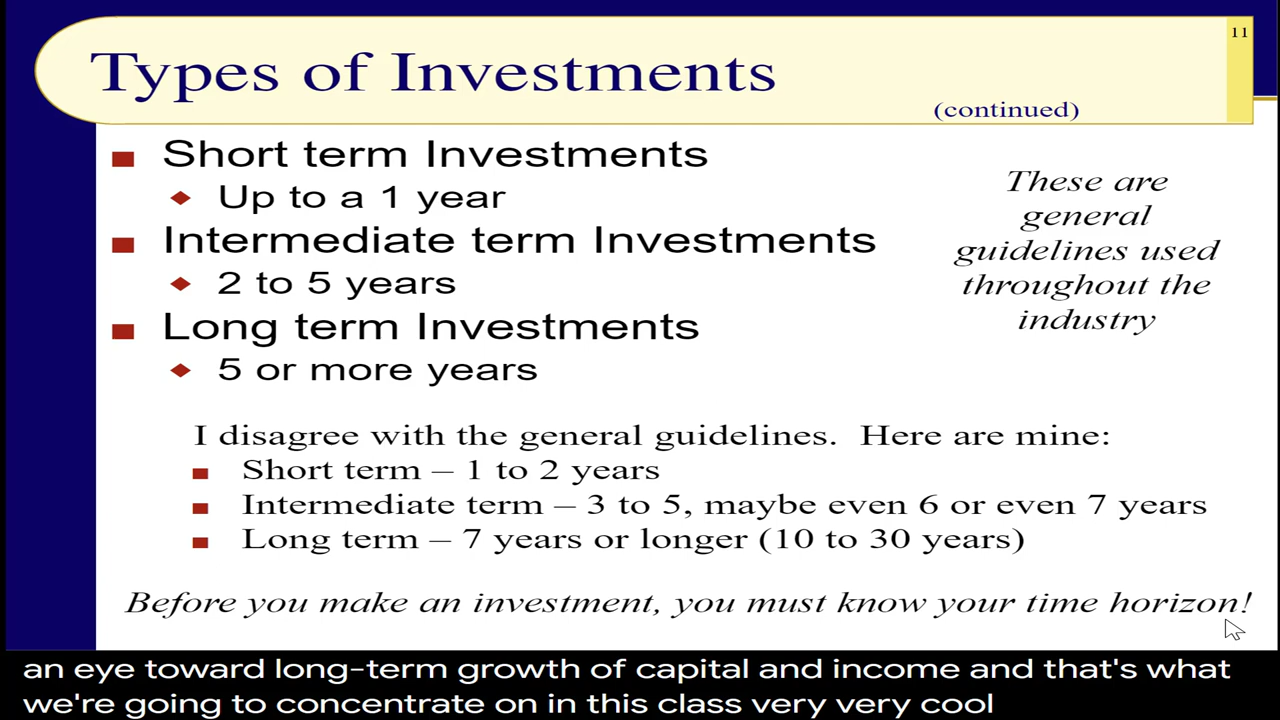 11
Types of Investments
(continued)
Short term Investments
Up to a 1 year
Intermediate term Investments
2 to 5 years
Long term Investments
5 or more years
These are
general
guidelines used
throughout the
industry
I disagree with the general guidelines. Here are mine:
Short term – 1 to 2 years
Intermediate term – 3 to 5, maybe even 6 or even 7 years
Long term – 7 years or longer (10 to 30 years)
Before you make an investment, you must know your time horizon!
an eye toward long-term growth of capital and income and that's what
we're going to concentrate on in this class very very cool